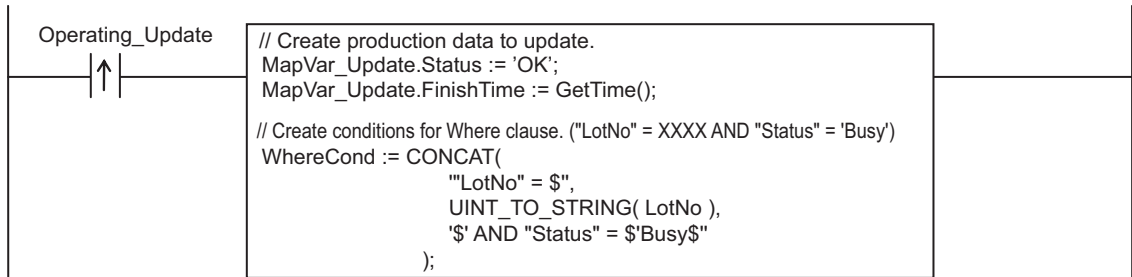 Operating_Update
// Create production data to update.
MapVar_Update.Status := ’OK’;
MapVar_Update.FinishTime := GetTime();
// Create conditions for Where clause. ("LotNo" = XXXX AND "Status" = 'Busy')
WhereCond := CONCAT(
'"LotNo" = $'',
UINT_TO_STRING( LotNo ),
'$' AND "Status" = $'Busy$''
);